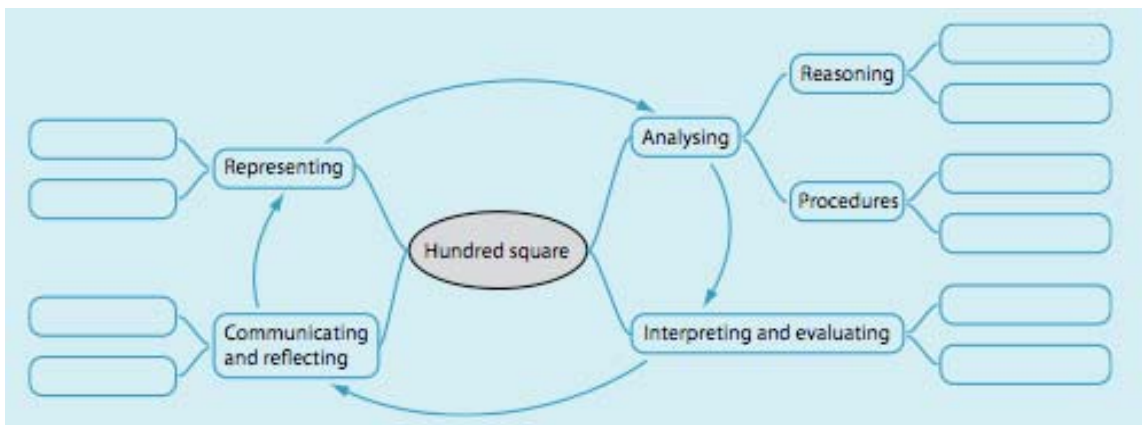 Reasoning
Analysing
Representing
Procedures
Hundred square
Communicating
and reflecting
Interpreting and evaluating